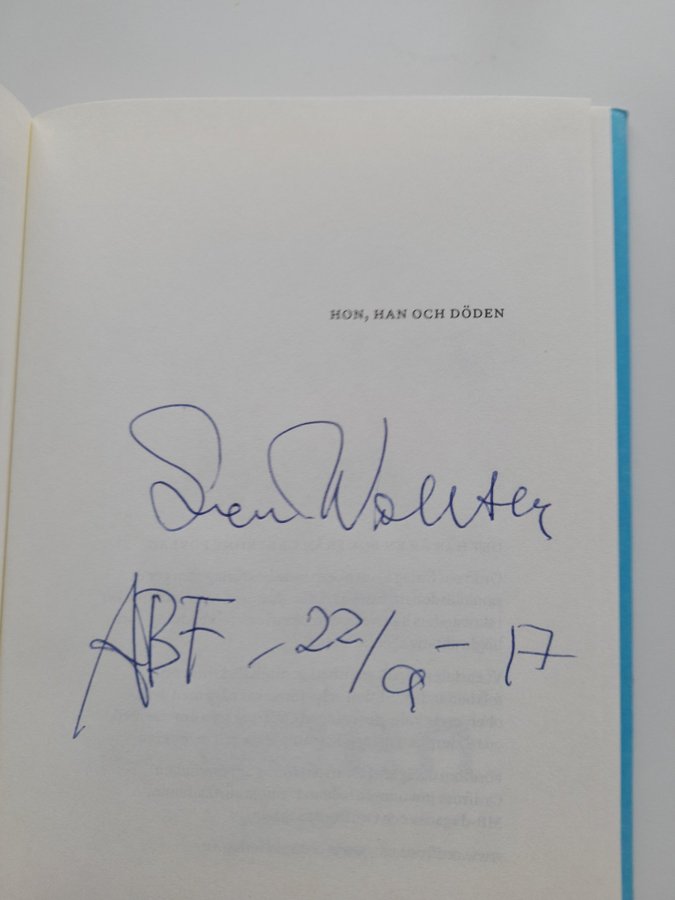 HON, HAN OCH DÖDEN
Sven Wollter
ABF - 22/9 - 17